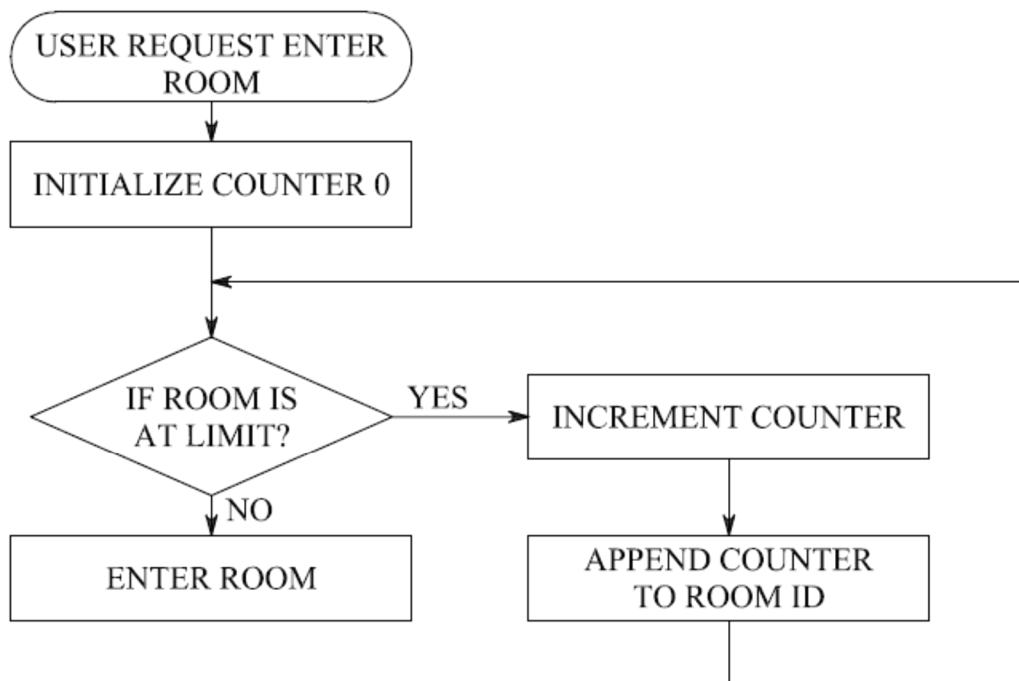 USER REQUEST ENTER
ROOM
INITIALIZE COUNTER 0
IF ROOM IS
AT LIMIT?
YES
INCREMENT COUNTER
NO
ENTER ROOM
APPEND COUNTER
TO ROOM ID